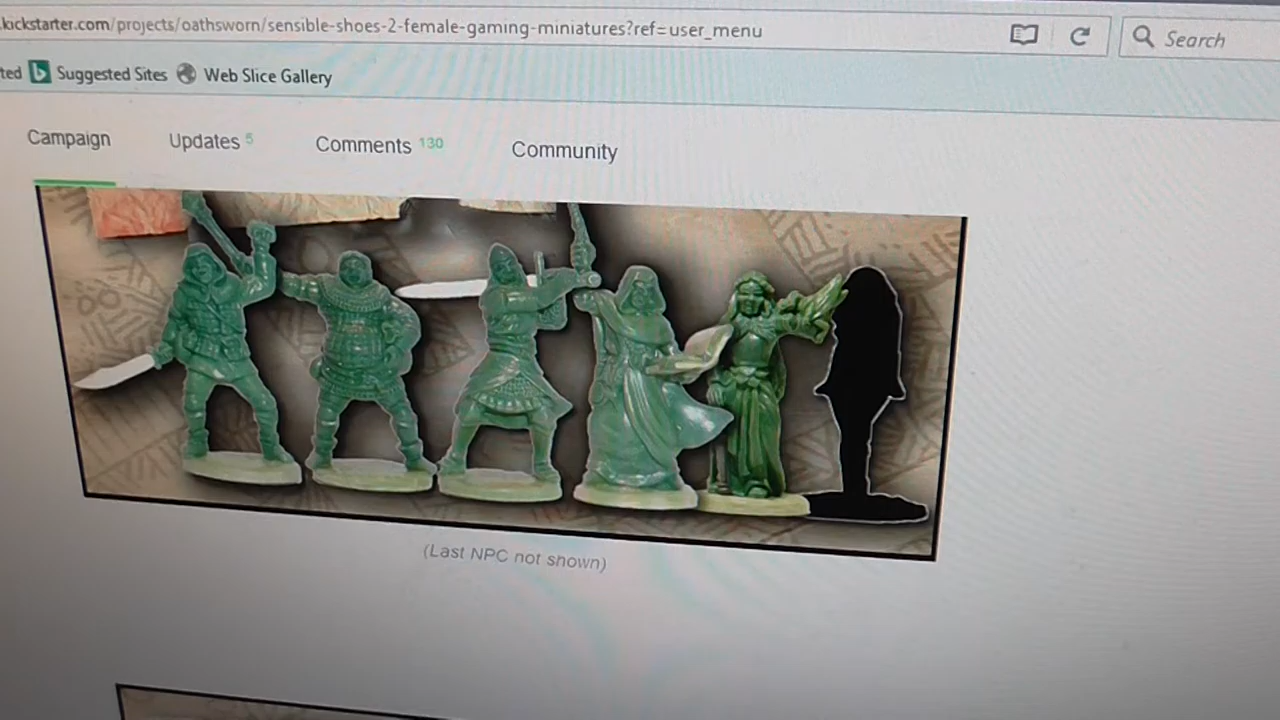 .kickstarter.com/projects/oathsworn/sensible-shoes-2-female-gaming-miniatures?ref=user_menu
Search
ted Suggested Sites Web Slice Gallery
Campaign Updates 5 Comments 130 Community
(Last NPC not shown)